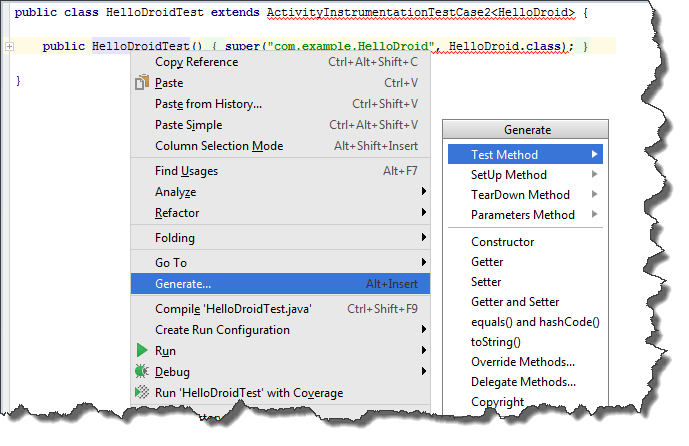 public class HelloDroidTest extends ActivityInstrumentationTestCase2<HelloDroid> {
public HelloDroidTest() { super("com.example.HelloDroid", HelloDroid.class); }
}
Copy Reference Ctrl+Alt+Shift+C
Paste Ctrl+V
Paste from History... Ctrl+Shift+V
Paste Simple Ctrl+Alt+Shift+V
Column Selection Mode Alt+Shift+Insert
Find Usages Alt+F7
Analyze
Refactor
Folding
Go To
Generate... Alt+Insert
Compile 'HelloDroidTest.java' Ctrl+Shift+F9
Create Run Configuration
Run
Debug
Run 'HelloDroidTest' with Coverage
Generate
Test Method
SetUp Method
TearDown Method
Parameters Method
Constructor
Getter
Setter
Getter and Setter
equals() and hashCode()
toString()
Override Methods...
Delegate Methods...
Copyright